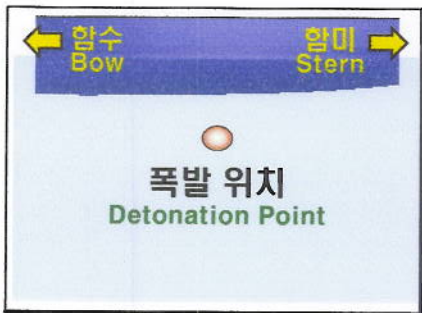 함수
Bow
함미
Stern
폭발 위치
Detonation Point